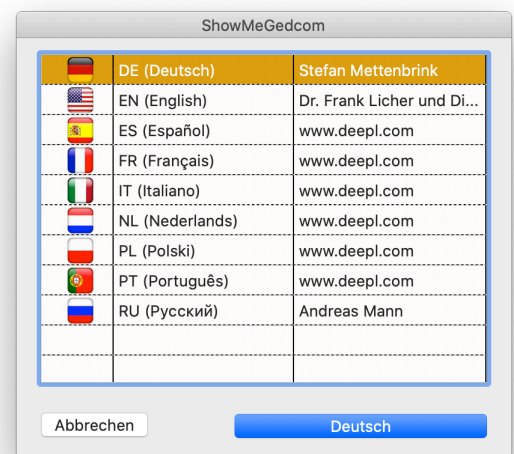 ShowMeGedcom
DE (Deutsch) Stefan Mettenbrink
EN (English) Dr. Frank Licher und Di...
ES (Español) www.deepl.com
FR (Français) www.deepl.com
IT (Italiano) www.deepl.com
NL (Nederlands) www.deepl.com
PL (Polski) www.deepl.com
PT (Português) www.deepl.com
RU (Русский) Andreas Mann
Abbrechen Deutsch